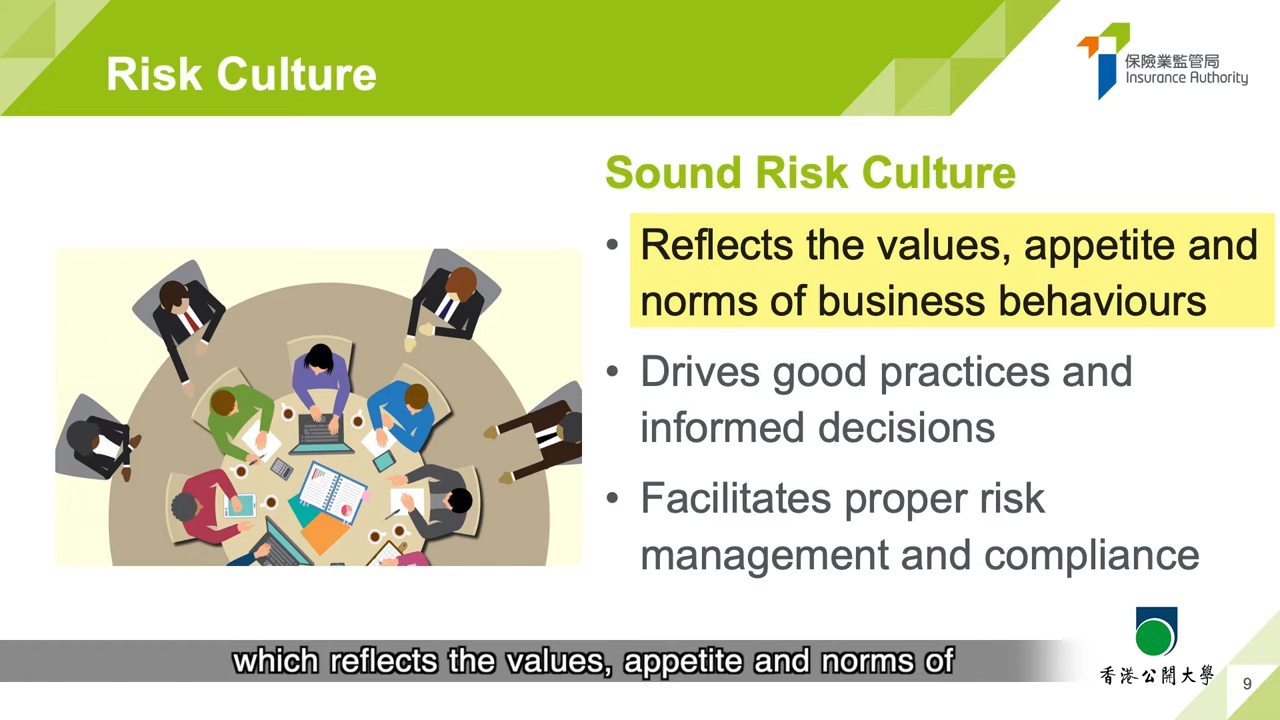 Risk Culture
保險業監管局
Insurance Authority
Sound Risk Culture
• Reflects the values, appetite and
norms of business behaviours
• Drives good practices and
informed decisions
• Facilitates proper risk
management and compliance
which reflects the values, appetite and norms of
香港公開大學
9